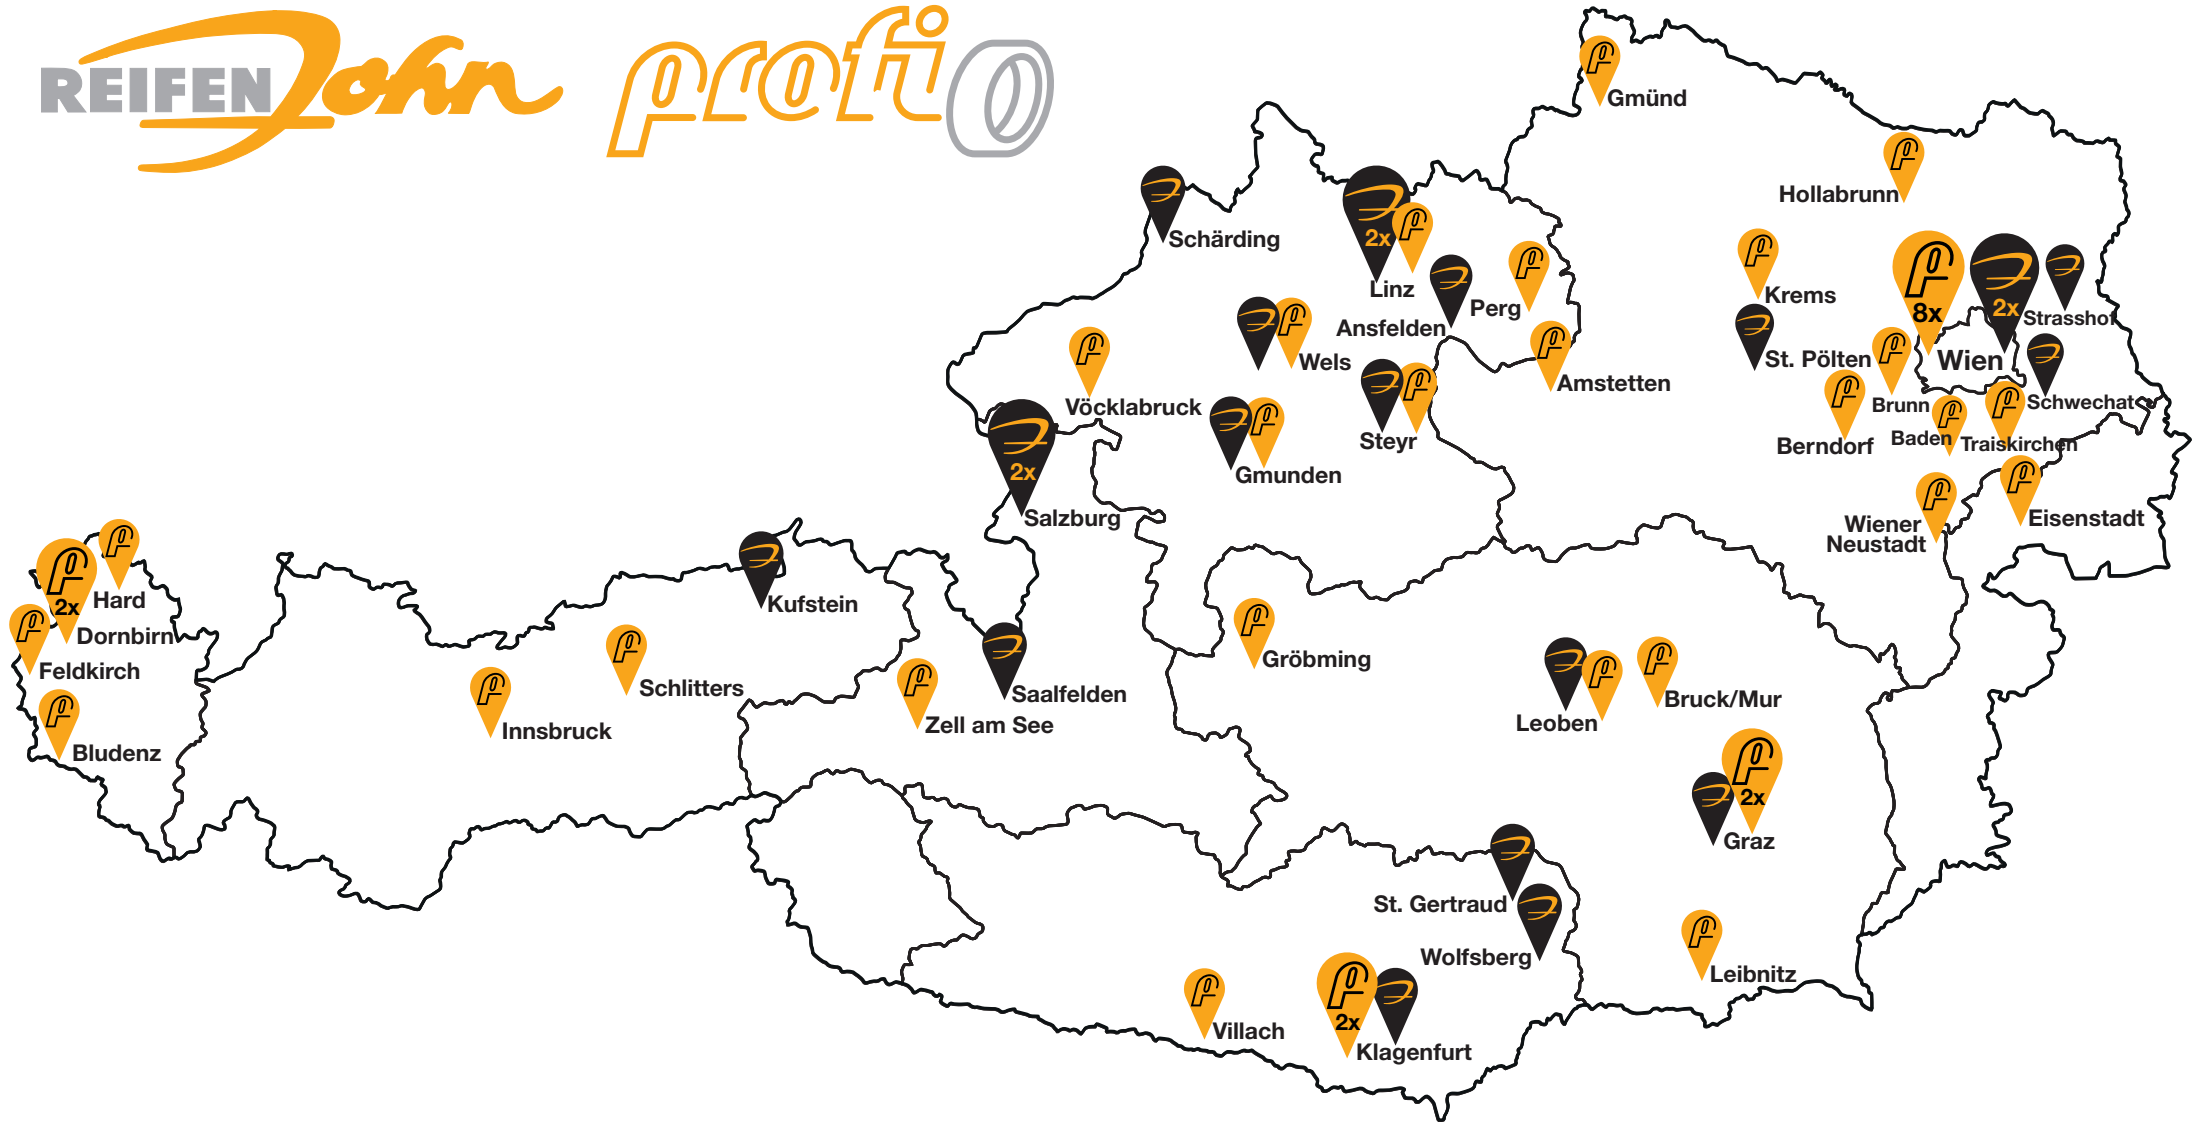 REIFEN John
profi
Gmünd
Hollabrunn
Schärding
2x
Linz
Ansfelden
Perg
Krems
8x
2x
Strasshof
Wien
St. Pölten
Wels
Vöcklabruck
Steyr
Amstetten
Brunn
Schwechat
Berndorf
Baden
Traiskirchen
Gmunden
2x
Salzburg
Wiener
Neustadt
Eisenstadt
Hard
2x
Dornbirn
Feldkirch
Bludenz
Kufstein
Schlitters
Innsbruck
Saalfelden
Zell am See
Gröbming
Leoben
Bruck/Mur
2x
Graz
St. Gertraud
Wolfsberg
Leibnitz
Villach
2x
Klagenfurt